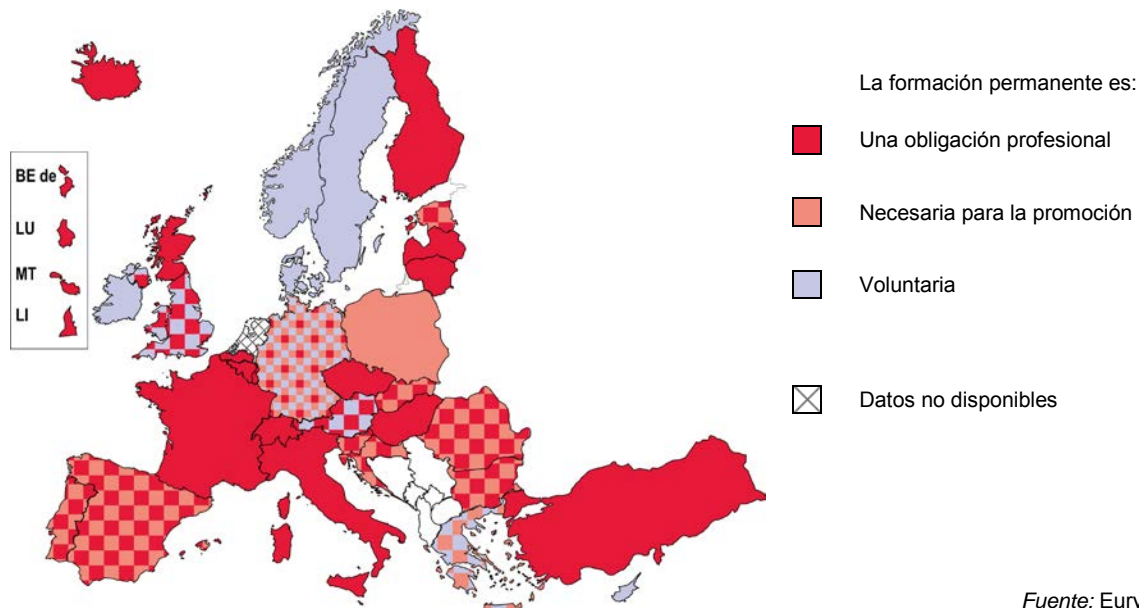 La formación permanente es:
Una obligación profesional
Necesaria para la promoción
Voluntaria
Datos no disponibles
BE de
LU
MT
LI
Fuente: Eury